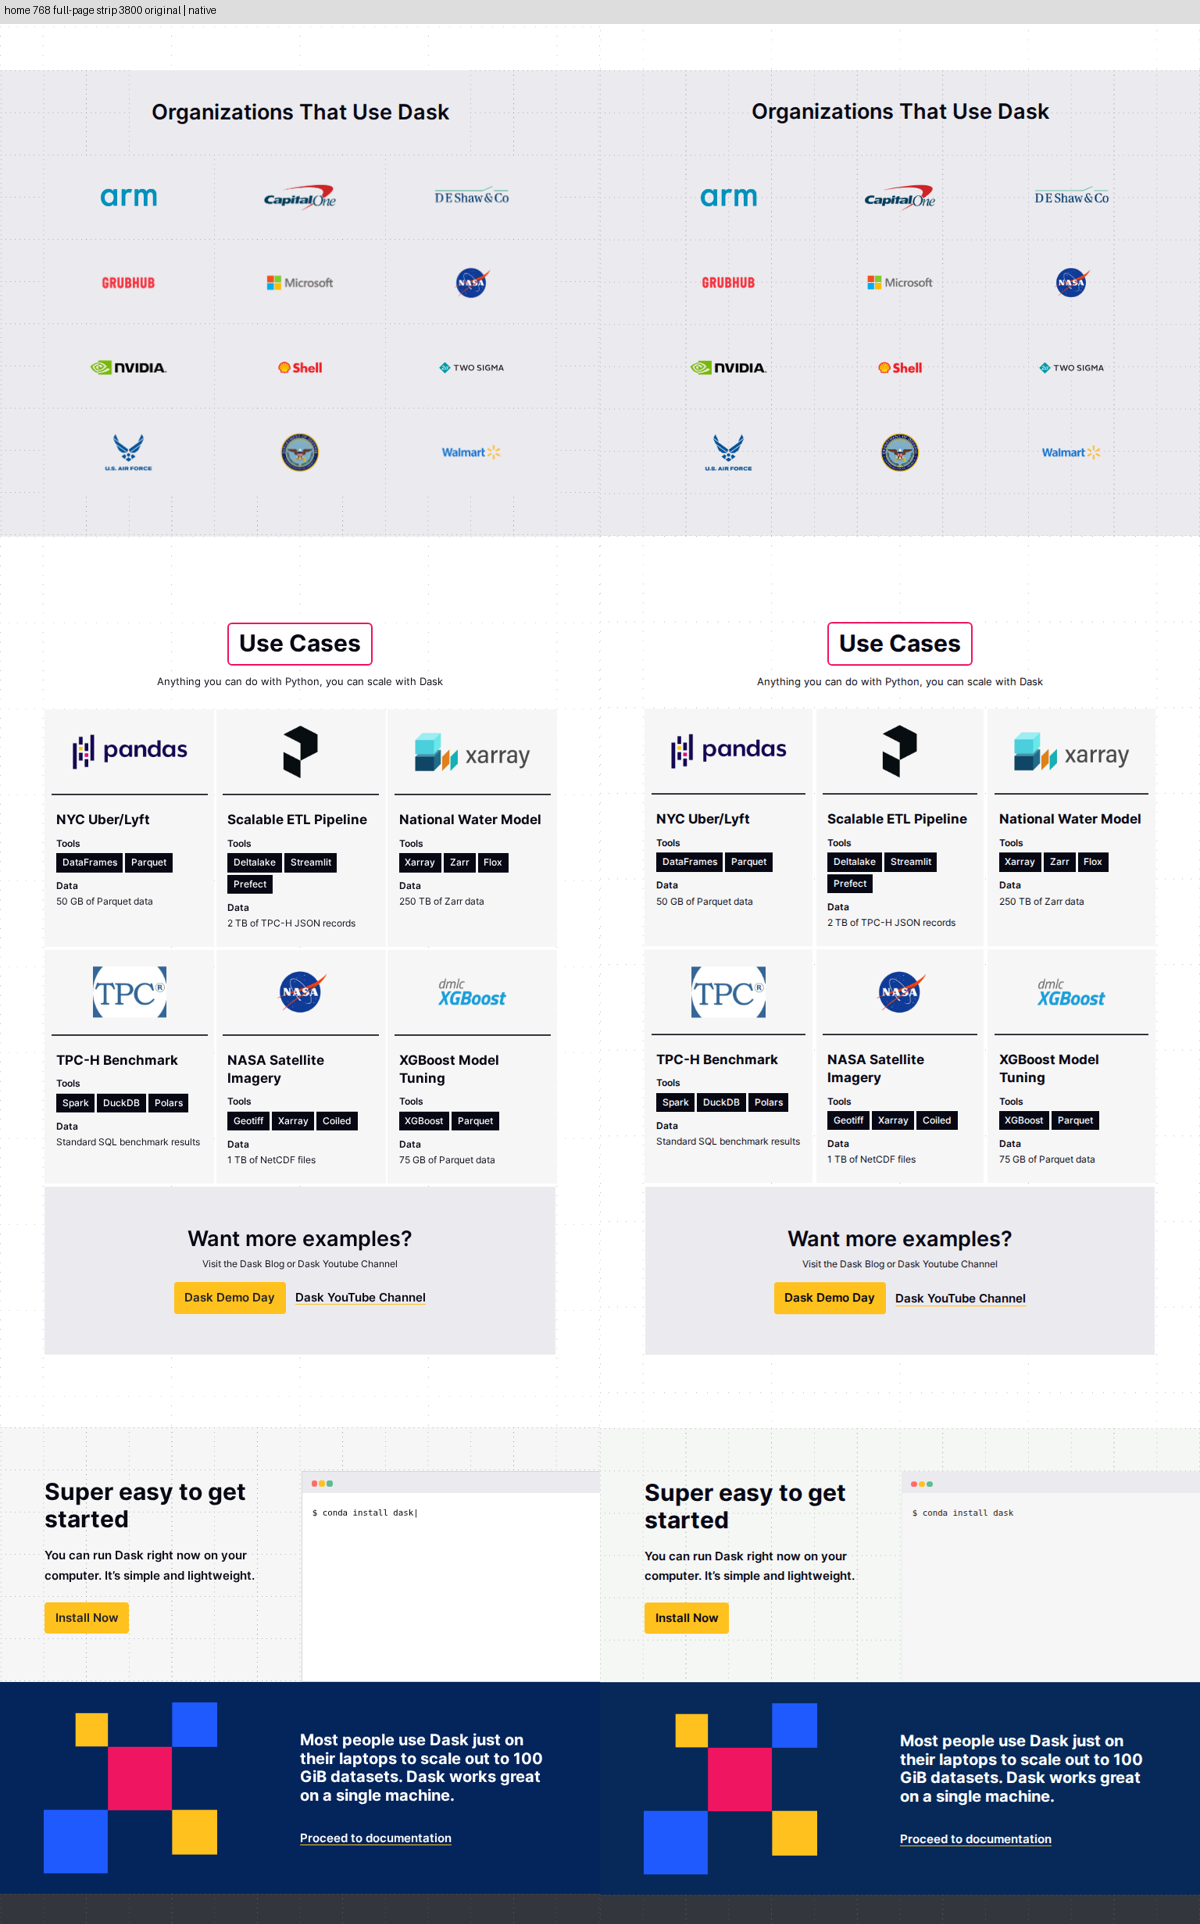 home 768 full-page strip 3800 original | native
Organizations That Use Dask
arm
CapitalOne
DE Shaw & Co
GRUBHUB
Microsoft
NASA
NVIDIA.
Shell
TWO SIGMA
U.S. AIR FORCE
Walmart
Use Cases
Anything you can do with Python, you can scale with Dask
pandas
xarray
NYC Uber/Lyft
Tools
DataFrames Parquet
Data
50 GB of Parquet data
Scalable ETL Pipeline
Tools
Deltalake Streamlit
Prefect
Data
2 TB of TPC-H JSON records
National Water Model
Tools
Xarray Zarr Flox
Data
250 TB of Zarr data
TPC®
NASA
dmlc
XGBoost
TPC-H Benchmark
Tools
Spark DuckDB Polars
Data
Standard SQL benchmark results
NASA Satellite
Imagery
Tools
Geotiff Xarray Coiled
Data
1 TB of NetCDF files
XGBoost Model
Tuning
Tools
XGBoost Parquet
Data
75 GB of Parquet data
Want more examples?
Visit the Dask Blog or Dask Youtube Channel
Dask Demo Day Dask YouTube Channel
Super easy to get
started
You can run Dask right now on your
computer. It’s simple and lightweight.
Install Now
$ conda install dask|
Most people use Dask just on
their laptops to scale out to 100
GiB datasets. Dask works great
on a single machine.
Proceed to documentation
Organizations That Use Dask
arm
CapitalOne
DE Shaw & Co
GRUBHUB
Microsoft
NASA
NVIDIA.
Shell
TWO SIGMA
U.S. AIR FORCE
Walmart
Use Cases
Anything you can do with Python, you can scale with Dask
pandas
xarray
NYC Uber/Lyft
Tools
DataFrames Parquet
Data
50 GB of Parquet data
Scalable ETL Pipeline
Tools
Deltalake Streamlit
Prefect
Data
2 TB of TPC-H JSON records
National Water Model
Tools
Xarray Zarr Flox
Data
250 TB of Zarr data
TPC®
NASA
dmlc
XGBoost
TPC-H Benchmark
Tools
Spark DuckDB Polars
Data
Standard SQL benchmark results
NASA Satellite
Imagery
Tools
Geotiff Xarray Coiled
Data
1 TB of NetCDF files
XGBoost Model
Tuning
Tools
XGBoost Parquet
Data
75 GB of Parquet data
Want more examples?
Visit the Dask Blog or Dask Youtube Channel
Dask Demo Day Dask YouTube Channel
Super easy to get
started
You can run Dask right now on your
computer. It’s simple and lightweight.
Install Now
$ conda install dask
Most people use Dask just on
their laptops to scale out to 100
GiB datasets. Dask works great
on a single machine.
Proceed to documentation